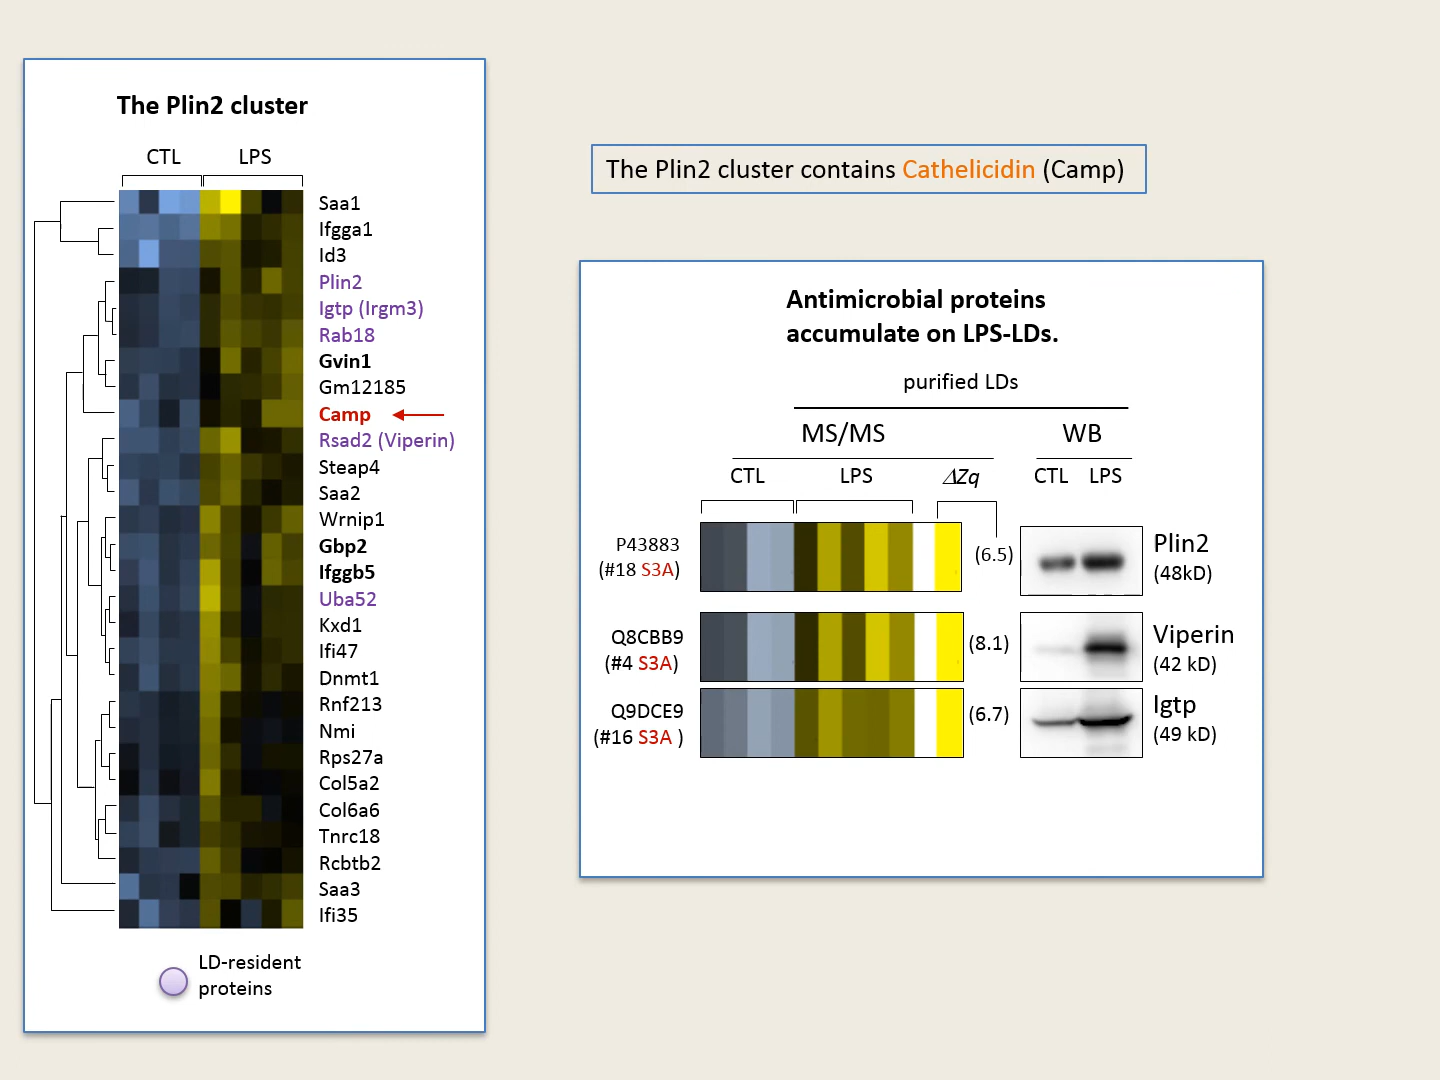 The Plin2 cluster
CTL LPS
Saa1
Ifgga1
Id3
Plin2
Igtp (Irgm3)
Rab18
Gvin1
Gm12185
Camp
Rsad2 (Viperin)
Steap4
Saa2
Wrnip1
Gbp2
Ifggb5
Uba52
Kxd1
Ifi47
Dnmt1
Rnf213
Nmi
Rps27a
Col5a2
Col6a6
Tnrc18
Rcbtb2
Saa3
Ifi35
LD-resident
proteins
The Plin2 cluster contains Cathelicidin (Camp)
Antimicrobial proteins
accumulate on LPS-LDs.
purified LDs
MS/MS WB
CTL LPS ΔZq CTL LPS
P43883
(#18 S3A)
(6.5)
Plin2
(48kD)
Q8CBB9
(#4 S3A)
(8.1)
Viperin
(42 kD)
Q9DCE9
(#16 S3A )
(6.7)
Igtp
(49 kD)